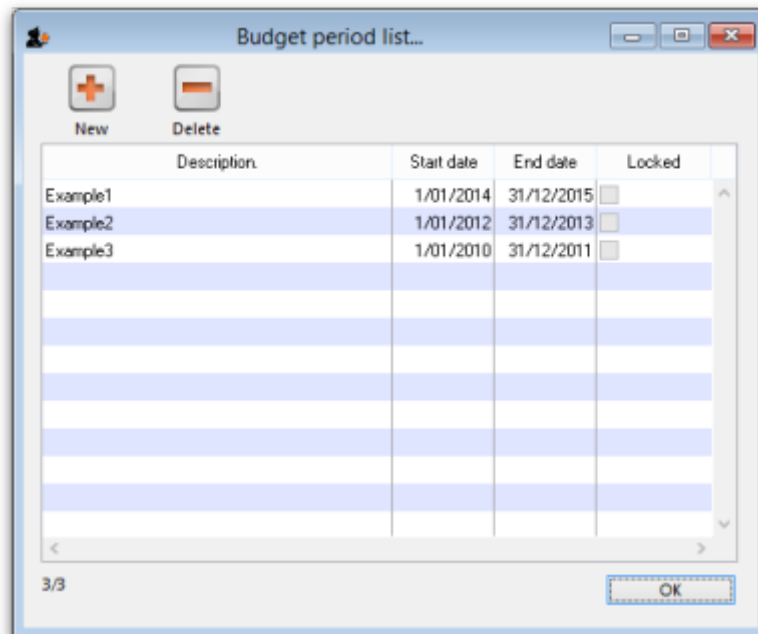 Budget period list...
New Delete
Description. Start date End date Locked
Example1 1/01/2014 31/12/2015
Example2 1/01/2012 31/12/2013
Example3 1/01/2010 31/12/2011
3/3 OK